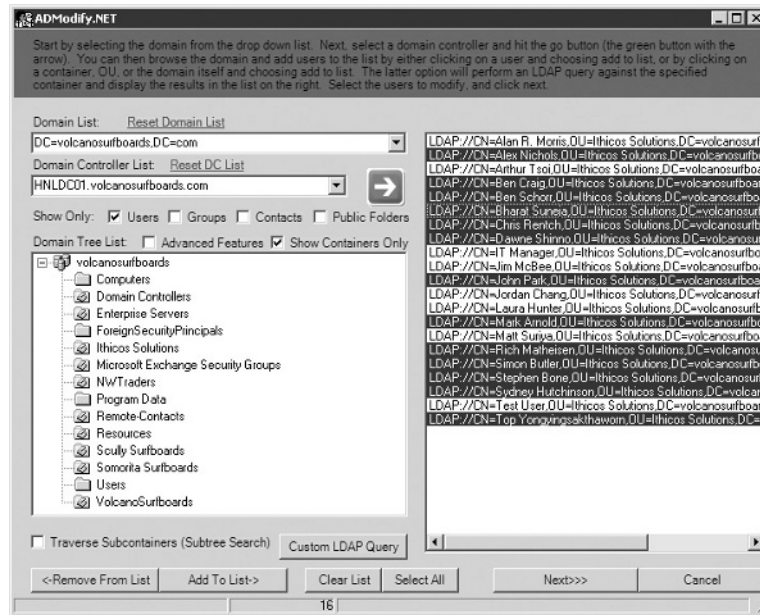 ADModify.NET
Start by selecting the domain from the drop down list. Next, select a domain controller and hit the go button (the green button with the
arrow). You can then browse the domain and add users to the list by either clicking on a user and choosing add to list, or by clicking on
a container, OU, or the domain itself and choosing add to list. The latter option will perform an LDAP query against the specified
container and display the results in the list on the right. Select the users to modify, and click next.
Domain List: Reset Domain List
DC=volcanosurfboards,DC=com
Domain Controller List: Reset DC List
HNLDC01.volcanosurfboards.com
Show Only: Users Groups Contacts Public Folders
Domain Tree List: Advanced Features Show Containers Only
volcanosurfboards
Computers
Domain Controllers
Enterprise Servers
ForeignSecurityPrincipals
Ithicos Solutions
Microsoft Exchange Security Groups
NWTraders
Program Data
Remote-Contacts
Resources
Scully Surfboards
Somorita Surfboards
Users
VolcanoSurfboards
Traverse Subcontainers (Subtree Search) Custom LDAP Query
LDAP://CN=Alan R. Morris,OU=Ithicos Solutions,DC=volcanosurfb
LDAP://CN=Alex Nichols,OU=Ithicos Solutions,DC=volcanosurfbo
LDAP://CN=Arthur Tsoi,OU=Ithicos Solutions,DC=volcanosurfboa
LDAP://CN=Ben Craig,OU=Ithicos Solutions,DC=volcanosurfboar
LDAP://CN=Ben Schorr,OU=Ithicos Solutions,DC=volcanosurfboa
LDAP://CN=Bharat Suneja,OU=Ithicos Solutions,DC=volcanosurfb
LDAP://CN=Chris Rentch,OU=Ithicos Solutions,DC=volcanosurfbo
LDAP://CN=Dawne Shinno,OU=Ithicos Solutions,DC=volcanosurfb
LDAP://CN=IT Manager,OU=Ithicos Solutions,DC=volcanosurfboa
LDAP://CN=Jim McBee,OU=Ithicos Solutions,DC=volcanosurfboa
LDAP://CN=John Park,OU=Ithicos Solutions,DC=volcanosurfboar
LDAP://CN=Jordan Chang,OU=Ithicos Solutions,DC=volcanosurfb
LDAP://CN=Laura Hunter,OU=Ithicos Solutions,DC=volcanosurfbo
LDAP://CN=Mark Arnold,OU=Ithicos Solutions,DC=volcanosurfbo
LDAP://CN=Matt Suriya,OU=Ithicos Solutions,DC=volcanosurfboa
LDAP://CN=Rich Matheisen,OU=Ithicos Solutions,DC=volcanosu
LDAP://CN=Simon Butler,OU=Ithicos Solutions,DC=volcanosurfbo
LDAP://CN=Stephen Bone,OU=Ithicos Solutions,DC=volcanosurf
LDAP://CN=Sydney Hutchinson,OU=Ithicos Solutions,DC=volcan
LDAP://CN=Test User,OU=Ithicos Solutions,DC=volcanosurfboar
LDAP://CN=Top Yongyingsakthaworn,OU=Ithicos Solutions,DC=
<-Remove From List Add To List-> Clear List Select All Next>>> Cancel
16